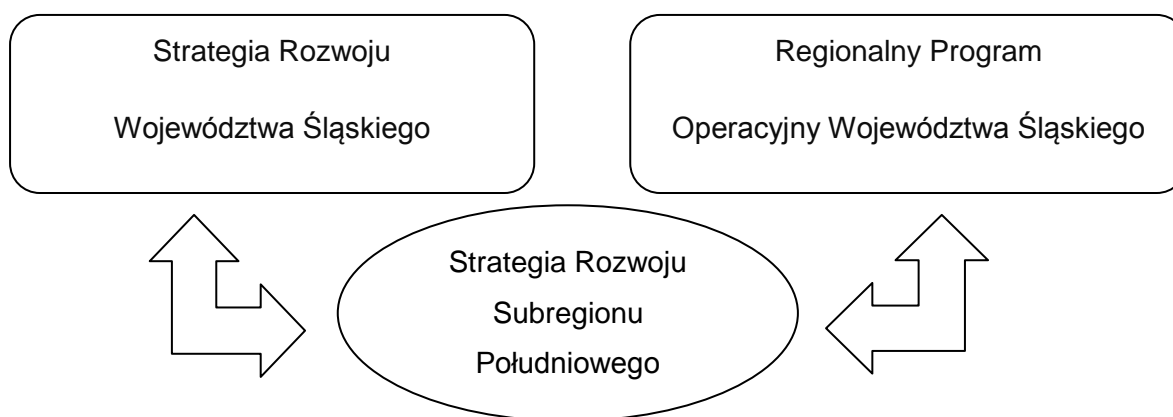 Strategia Rozwoju
Województwa Śląskiego
Regionalny Program
Operacyjny Województwa Śląskiego
Strategia Rozwoju
Subregionu
Południowego